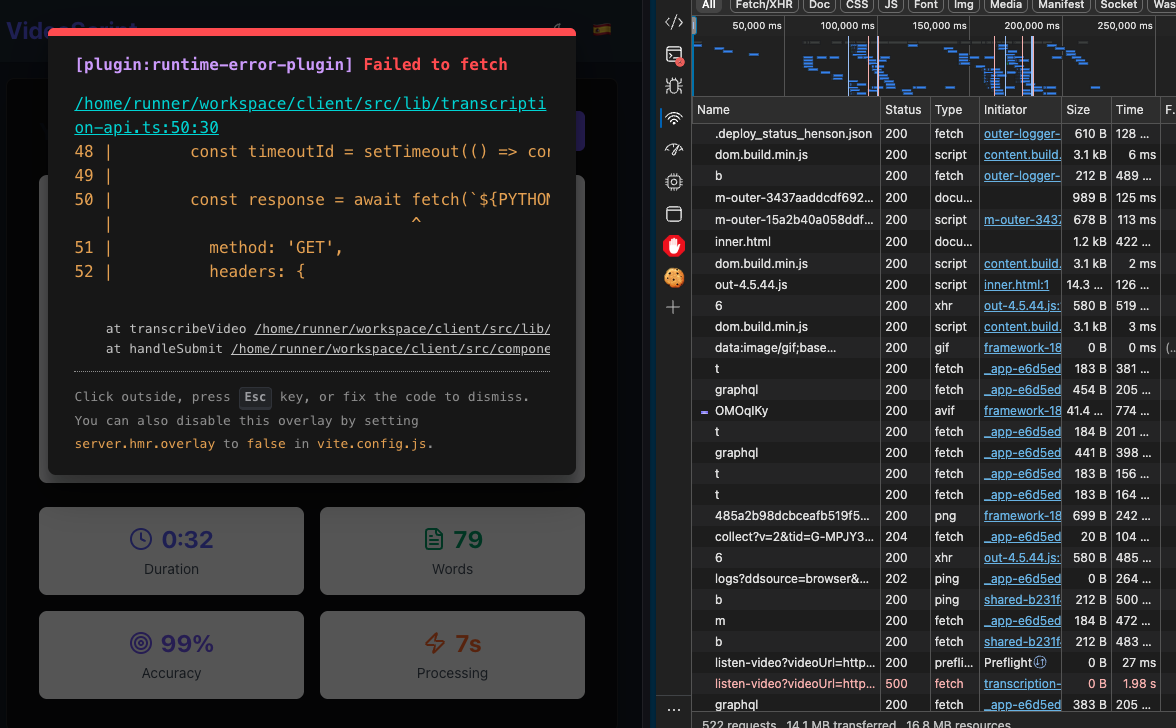 All Fetch/XHR Doc CSS JS Font Img Media Manifest Socket Was
50,000 ms 100,000 ms 150,000 ms 200,000 ms 250,000 ms
[plugin:runtime-error-plugin] Failed to fetch
/home/runner/workspace/client/src/lib/transcripti
on-api.ts:50:30
48 | const timeoutId = setTimeout(() => cor
49 |
50 | const response = await fetch(`${PYTHON
| ^
51 | method: 'GET',
52 | headers: {
at transcribeVideo /home/runner/workspace/client/src/lib/
at handleSubmit /home/runner/workspace/client/src/compone
Click outside, press Esc key, or fix the code to dismiss.
You can also disable this overlay by setting
server.hmr.overlay to false in vite.config.js.
0:32
Duration
79
Words
99%
Accuracy
7s
Processing
Name Status Type Initiator Size Time F.
.deploy_status_henson.json 200 fetch outer-logger- 610 B 128 ...
dom.build.min.js 200 script content.build. 3.1 kB 6 ms
b 200 fetch outer-logger- 212 B 489 ...
m-outer-3437aaddcdf692... 200 docu... 989 B 125 ms
m-outer-15a2b40a058ddf... 200 script m-outer-3437 678 B 113 ms
inner.html 200 docu... 1.2 kB 422 ...
dom.build.min.js 200 script content.build. 3.1 kB 2 ms
out-4.5.44.js 200 script inner.html:1 14.3 ... 126 ...
6 200 xhr out-4.5.44.js: 580 B 519 ...
dom.build.min.js 200 script content.build. 3.1 kB 3 ms
data:image/gif;base... 200 gif framework-18 0 B 0 ms (...
t 200 fetch _app-e6d5ed 183 B 381 ...
graphql 200 fetch _app-e6d5ed 454 B 205 ...
OMOqIKy 200 avif framework-18 41.4 ... 774 ...
t 200 fetch _app-e6d5ed 184 B 201 ...
graphql 200 fetch _app-e6d5ed 441 B 398 ...
t 200 fetch _app-e6d5ed 183 B 156 ...
t 200 fetch _app-e6d5ed 183 B 164 ...
485a2b98dcbceafb519f5... 200 png framework-18 699 B 242 ...
collect?v=2&tid=G-MPJY3... 204 fetch _app-e6d5ed 20 B 104 ...
6 200 xhr out-4.5.44.js: 580 B 485 ...
logs?ddsource=browser&... 202 ping _app-e6d5ed 0 B 264 ...
b 200 ping shared-b231f 212 B 500 ...
m 200 fetch _app-e6d5ed 184 B 472 ...
b 200 fetch shared-b231f 212 B 483 ...
listen-video?videoUrl=http... 200 prefli... Preflight 0 B 27 ms
listen-video?videoUrl=http... 500 fetch transcription- 0 B 1.98 s
graphql 200 fetch _app-e6d5ed 383 B 205 ...
522 requests 14.1 MB transferred 16.8 MB resources